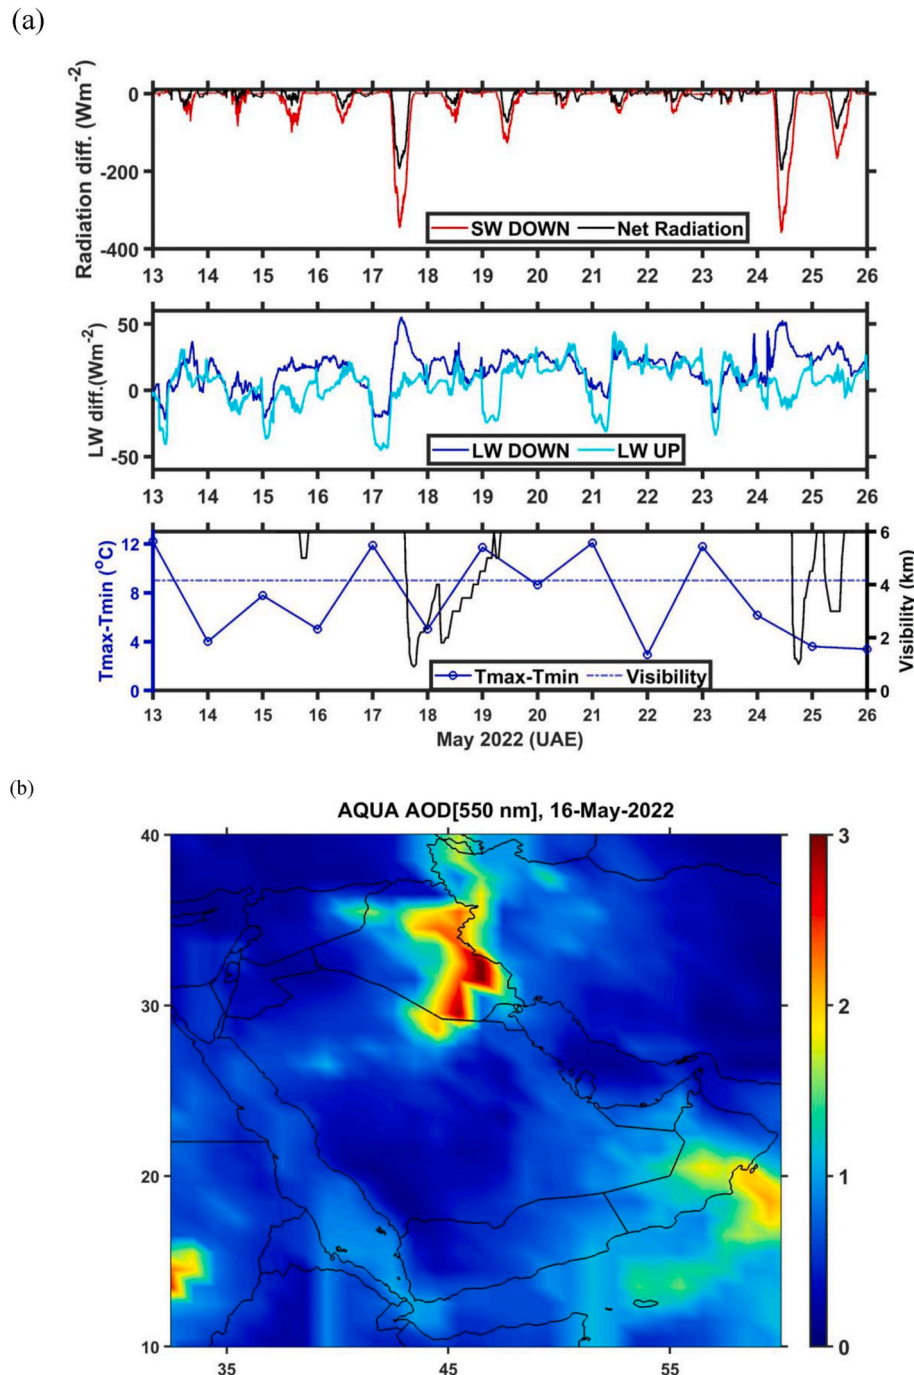 (a)
Radiation diff. (Wm-2)
0
-200
-400
SW DOWN Net Radiation
13 14 15 16 17 18 19 20 21 22 23 24 25 26
LW diff.(Wm-2)
50
0
-50
LW DOWN LW UP
13 14 15 16 17 18 19 20 21 22 23 24 25 26
Tmax-Tmin (oC)
12
8
4
0
6
4
2
0
Visibility (km)
Tmax-Tmin Visibility
13 14 15 16 17 18 19 20 21 22 23 24 25 26
May 2022 (UAE)
(b)
AQUA AOD[550 nm], 16-May-2022
40
30
20
10
35 45 55
3
2
1
0